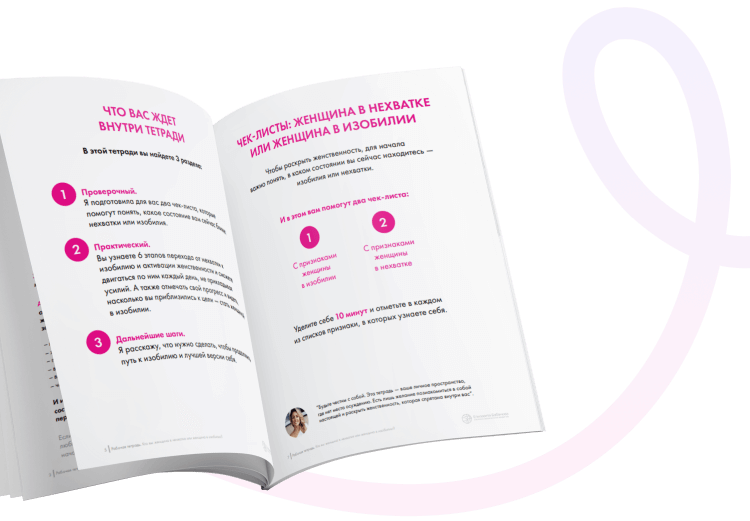 ЧТО ВАС ЖДЕТ
ВНУТРИ ТЕТРАДИ
В этой тетради вы найдете 3 раздела:
1
Проверочный.
Я подготовила для вас два чек-листа, которые
помогут понять, какое состояние вам сейчас ближе:
нехватки или изобилия.
2
Практический.
Вы узнаете 6 этапов перехода от нехватки к
изобилию и активации женственности и сможете
двигаться по ним каждый день, не прикладывая
усилий. А также отмечать свой прогресс и видеть,
насколько вы приблизились к цели — стать женщиной
в изобилии.
3
Дальнейшие шаги.
Я расскажу, что нужно сделать, чтобы продолжить
путь к изобилию и лучшей версии себя.
ЧЕК-ЛИСТЫ: ЖЕНЩИНА В НЕХВАТКЕ
ИЛИ ЖЕНЩИНА В ИЗОБИЛИИ
Чтобы раскрыть женственность, для начала
важно понять, в каком состоянии вы сейчас находитесь —
изобилия или нехватки.
И в этом вам помогут два чек-листа:
1
С признаками
женщины
в изобилии
2
С признаками
женщины
в нехватке
Уделите себе 10 минут и отметьте в каждом
из списков признаки, в которых узнаете себя.
"Будьте честны с собой. Эта тетрадь — ваше личное пространство,
где нет место осуждению. Есть лишь желание познакомиться с собой
настоящей и раскрыть женственность, которая спрятана внутри вас".